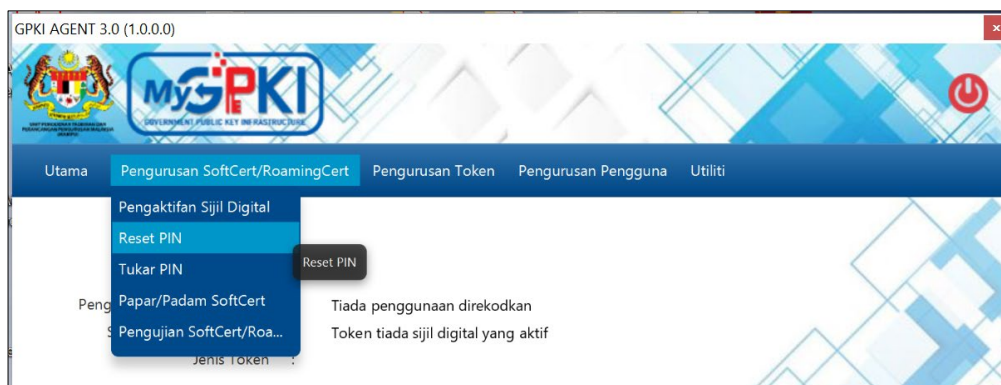 GPKI AGENT 3.0 (1.0.0.0)
MyGPKI
GOVERNMENT PUBLIC KEY INFRASTRUCTURE
Utama Pengurusan SoftCert/RoamingCert Pengurusan Token Pengurusan Pengguna Utiliti
Pengaktifan Sijil Digital
Reset PIN
Reset PIN
Tukar PIN
Papar/Padam SoftCert
Peng Tiada penggunaan direkodkan
Pengujian SoftCert/Roa...
Token tiada sijil digital yang aktif
Jenis Token :